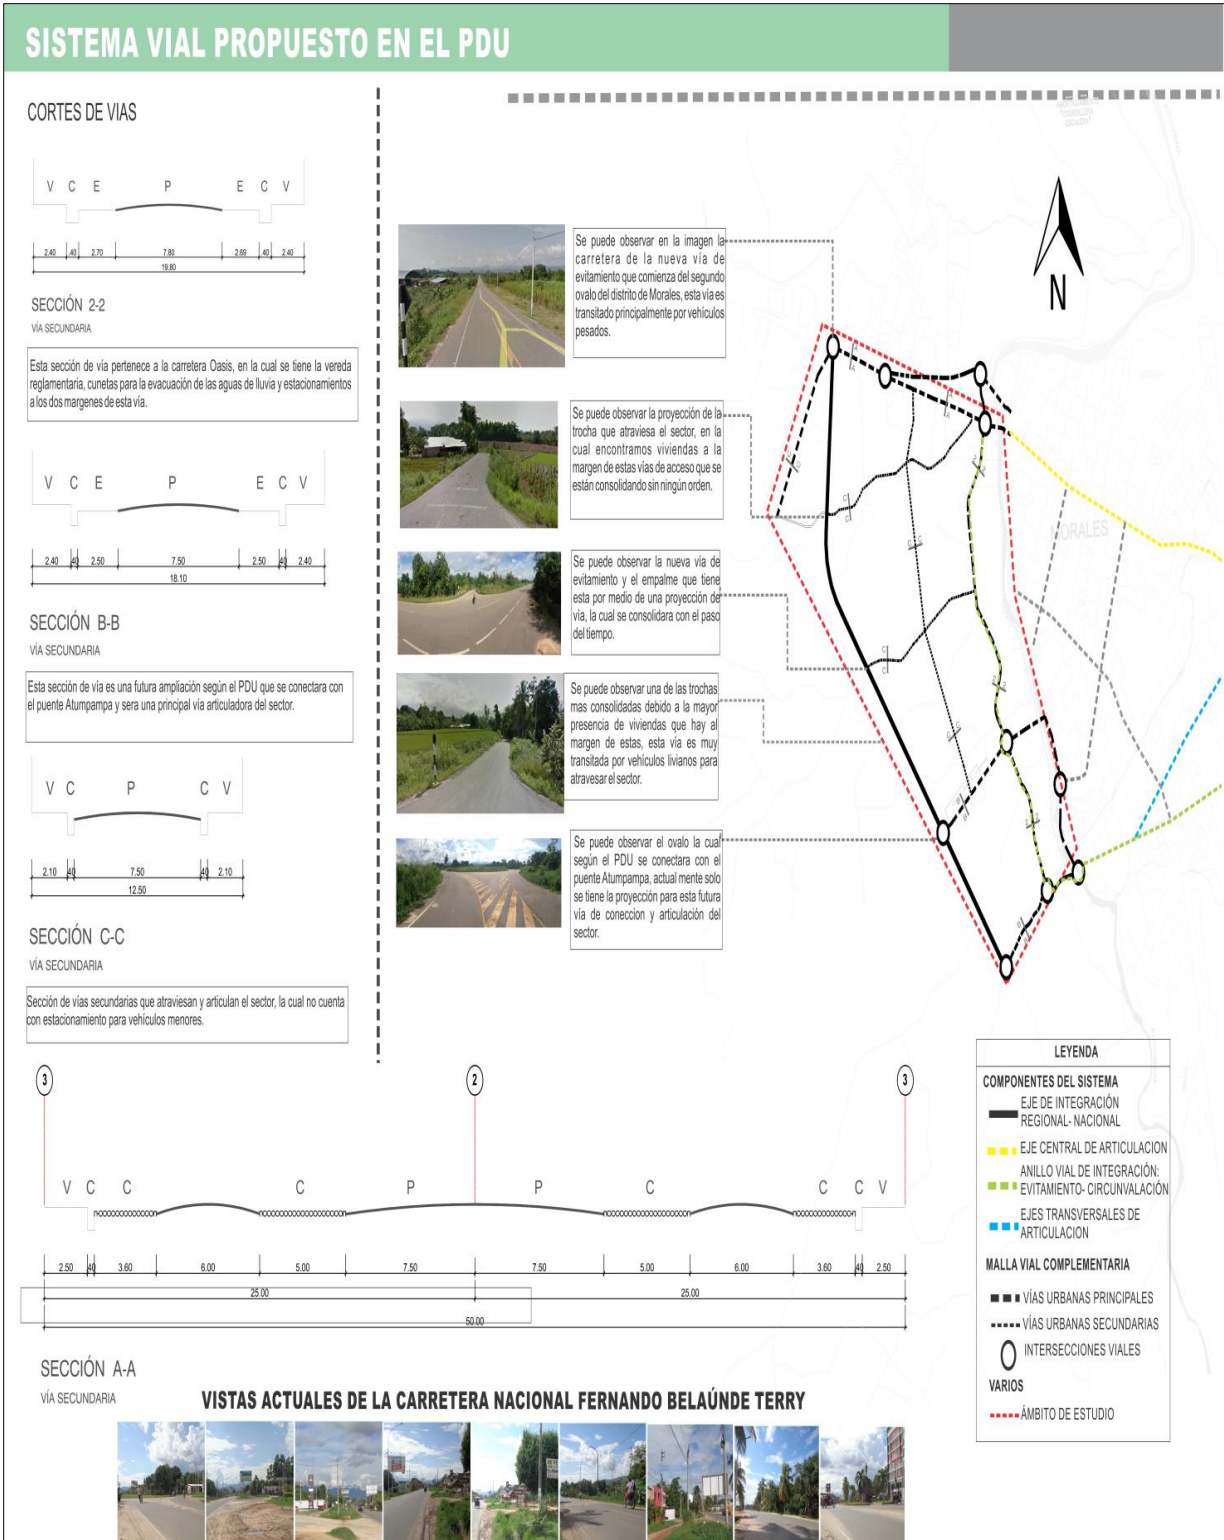 SISTEMA VIAL PROPUESTO EN EL PDU
CORTES DE VIAS
V C E P E C V
2.40 .40 2.70 7.80 2.69 .40 2.40
19.80
SECCIÓN 2-2
VÍA SECUNDARIA
Esta sección de vía pertenece a la carretera Oasis, en la cual se tiene la vereda
reglamentaria, cunetas para la evacuación de las aguas de lluvia y estacionamientos
a los dos margenes de esta vía.
V C E P E C V
2.40 .40 2.50 7.50 2.50 .40 2.40
18.10
SECCIÓN B-B
VÍA SECUNDARIA
Esta sección de vía es una futura ampliación según el PDU que se conectara con
el puente Atumpampa y sera una principal vía articuladora del sector.
V C P C V
2.10 .40 7.50 .40 2.10
12.50
SECCIÓN C-C
VÍA SECUNDARIA
Sección de vías secundarias que atraviesan y articulan el sector, la cual no cuenta
con estacionamiento para vehículos menores.
Se puede observar en la imagen la
carretera de la nueva vía de
evitamiento que comienza del segundo
ovalo del distrito de Morales, esta vía es
transitado principalmente por vehículos
pesados.
Se puede observar la proyección de la
trocha que atraviesa el sector, en la
cual encontramos viviendas a la
margen de estas vías de acceso que se
están consolidando sin ningún orden.
Se puede observar la nueva vía de
evitamiento y el empalme que tiene
esta por medio de una proyección de
vía, la cual se consolidara con el paso
del tiempo.
Se puede observar una de las trochas
mas consolidadas debido a la mayor
presencia de viviendas que hay al
margen de estas, esta vía es muy
transitada por vehículos livianos para
atravesar el sector.
Se puede observar el ovalo la cual
según el PDU se conectara con el
puente Atumpampa, actual mente solo
se tiene la proyección para esta futura
vía de coneccion y articulación del
sector.
N
MORALES
3 2 3
V C C C P P C C C V
2.50 .40 3.60 6.00 5.00 7.50 7.50 5.00 6.00 3.60 .40 2.50
25.00 25.00
50.00
SECCIÓN A-A
VÍA SECUNDARIA
LEYENDA
COMPONENTES DEL SISTEMA
EJE DE INTEGRACIÓN
REGIONAL- NACIONAL
EJE CENTRAL DE ARTICULACION
ANILLO VIAL DE INTEGRACIÓN:
EVITAMIENTO- CIRCUNVALACIÓN
EJES TRANSVERSALES DE
ARTICULACION
MALLA VIAL COMPLEMENTARIA
VÍAS URBANAS PRINCIPALES
VÍAS URBANAS SECUNDARIAS
INTERSECCIONES VIALES
VARIOS
ÁMBITO DE ESTUDIO
VISTAS ACTUALES DE LA CARRETERA NACIONAL FERNANDO BELAÚNDE TERRY